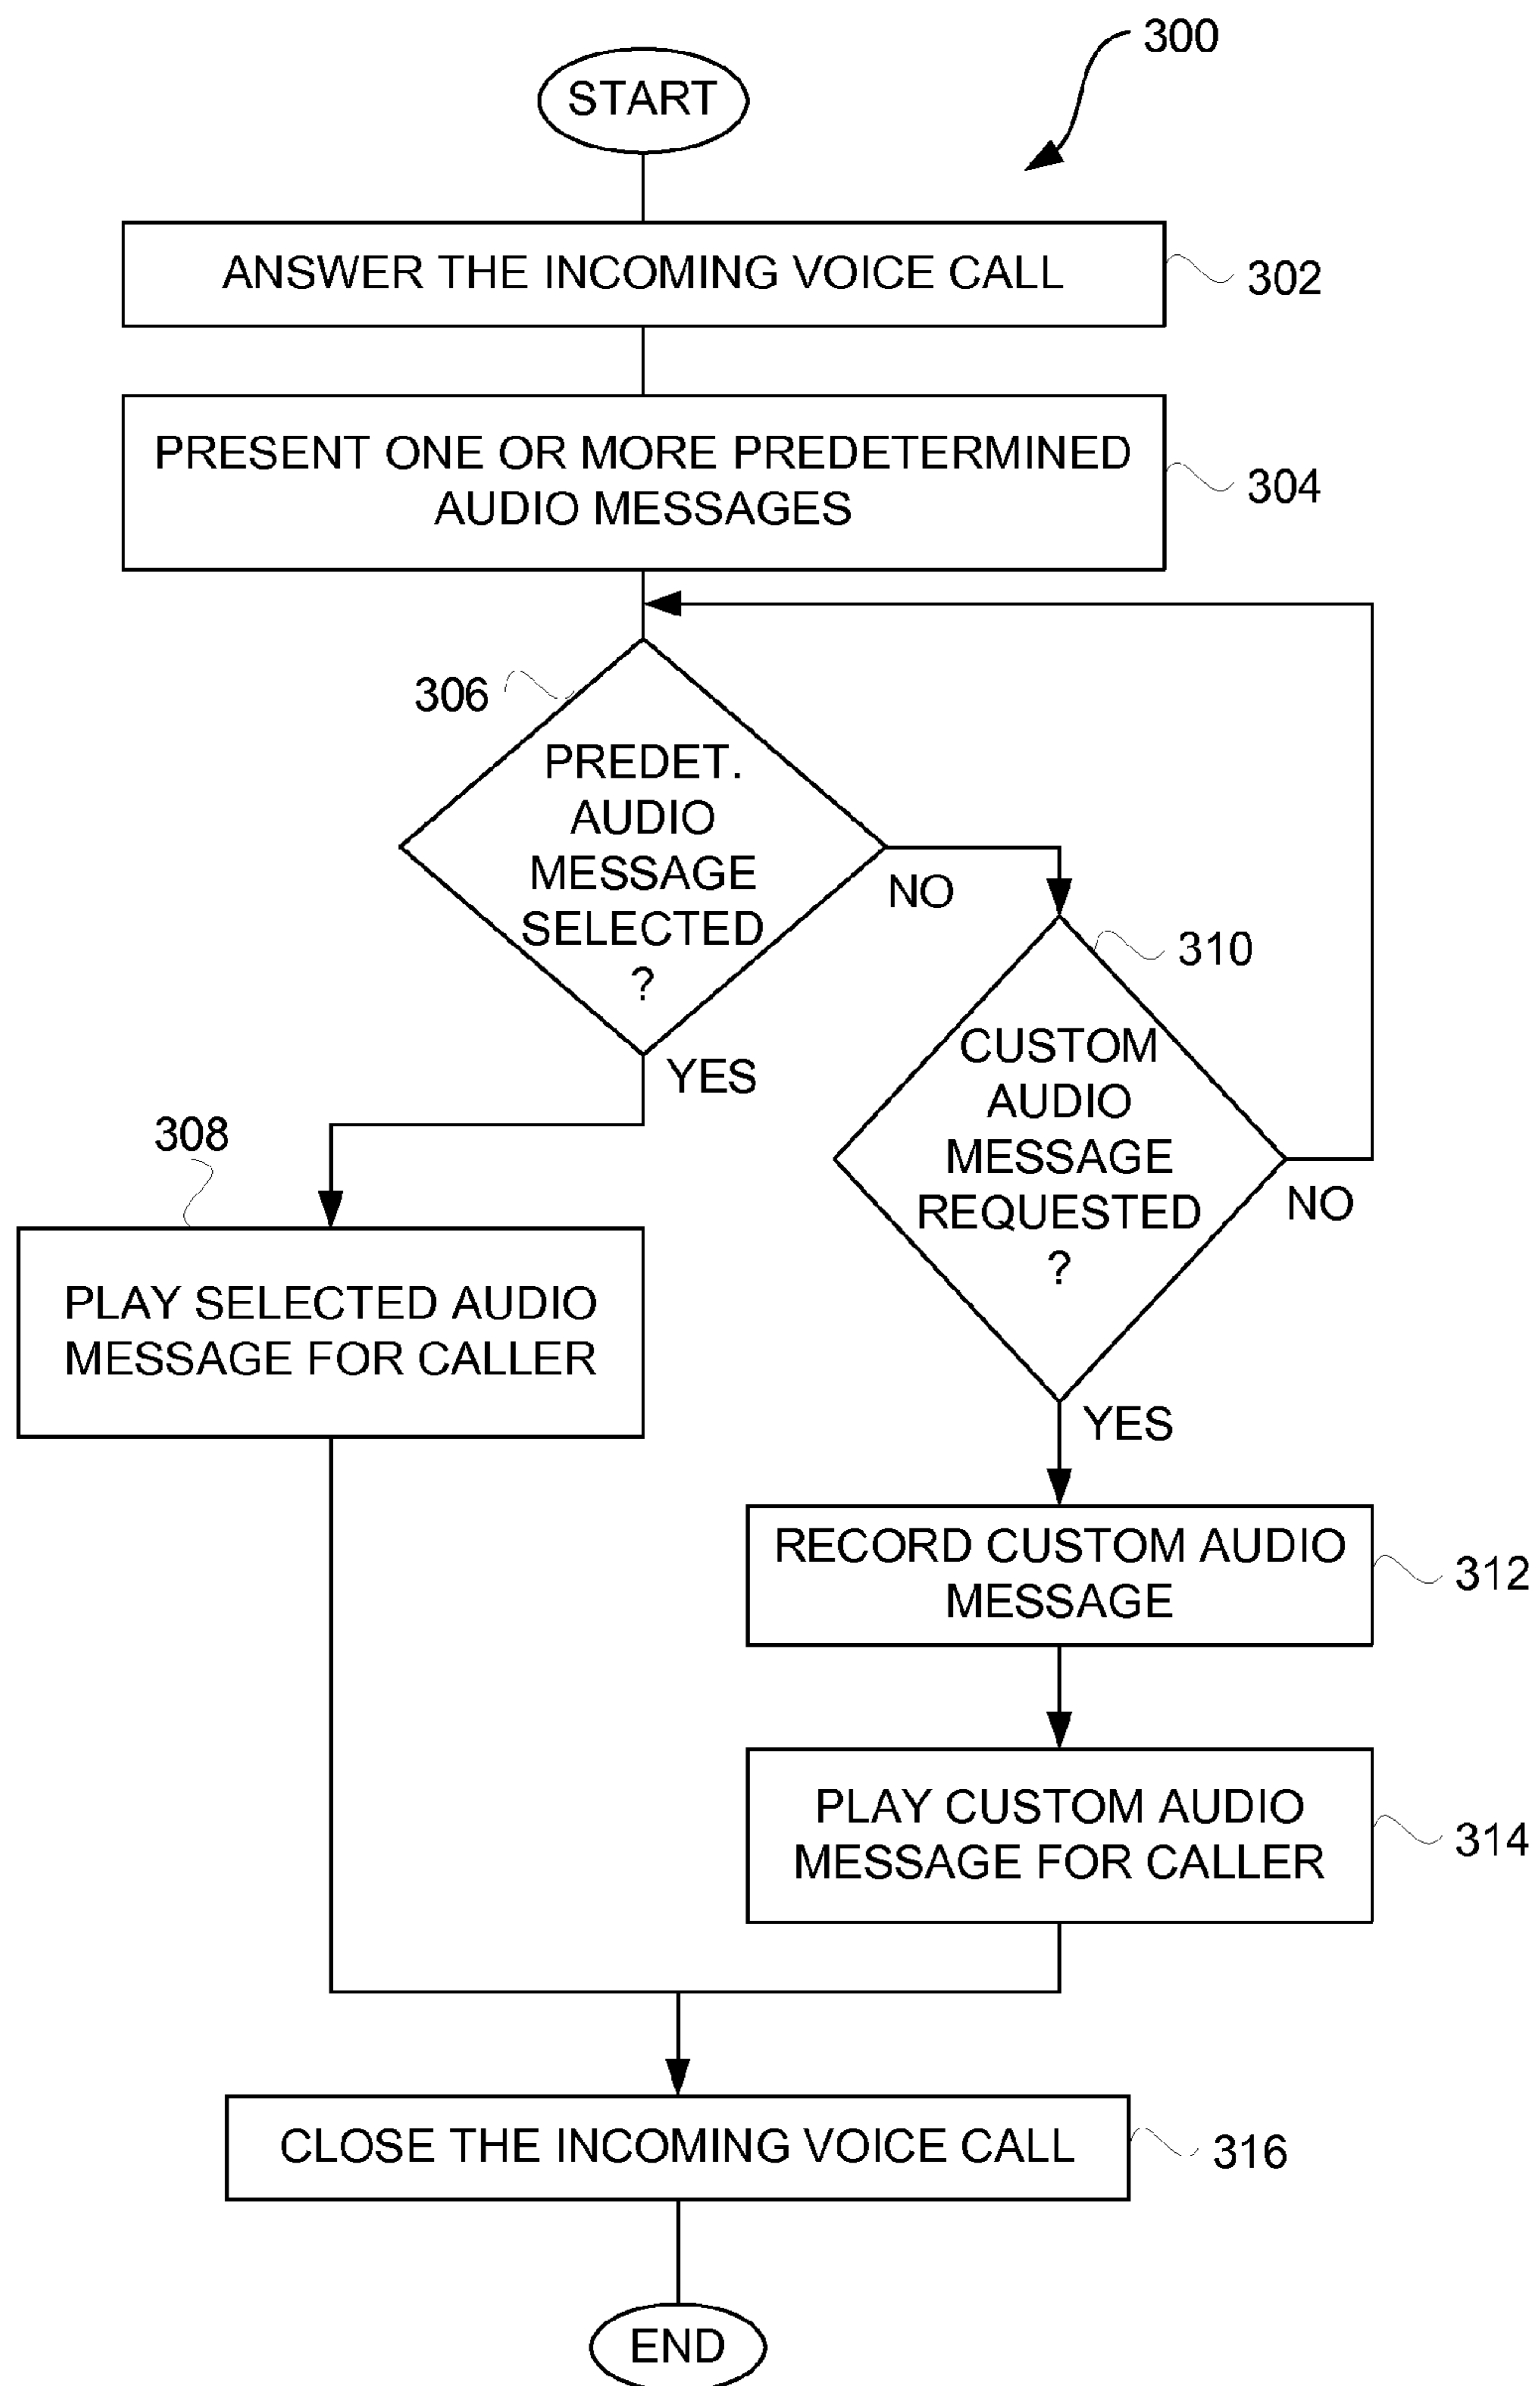 300
START
ANSWER THE INCOMING VOICE CALL
302
PRESENT ONE OR MORE PREDETERMINED
AUDIO MESSAGES
304
306
PREDET.
AUDIO
MESSAGE
SELECTED
?
NO
YES
310
CUSTOM
AUDIO
MESSAGE
REQUESTED
?
NO
YES
308
PLAY SELECTED AUDIO
MESSAGE FOR CALLER
RECORD CUSTOM AUDIO
MESSAGE
312
PLAY CUSTOM AUDIO
MESSAGE FOR CALLER
314
CLOSE THE INCOMING VOICE CALL
316
END